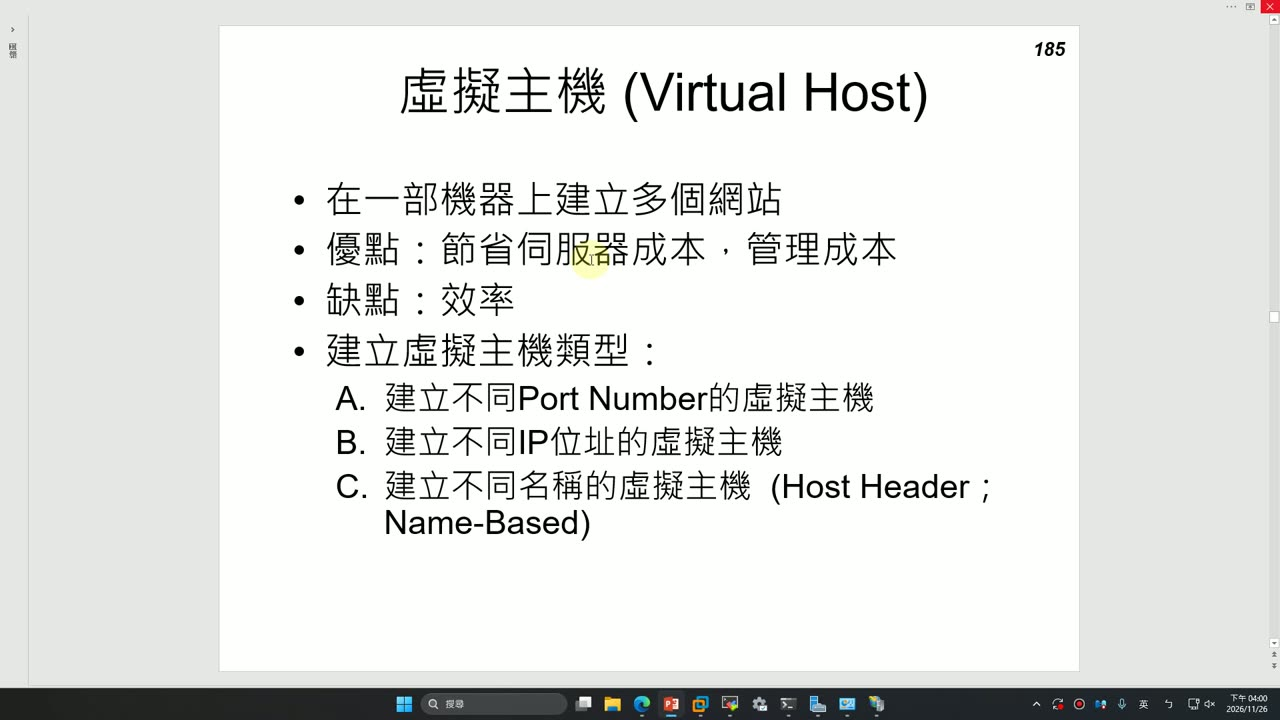 185
虛擬主機 (Virtual Host)
• 在一部機器上建立多個網站
• 優點：節省伺服器成本，管理成本
• 缺點：效率
• 建立虛擬主機類型：
A. 建立不同Port Number的虛擬主機
B. 建立不同IP位址的虛擬主機
C. 建立不同名稱的虛擬主機 (Host Header；
Name-Based)
搜尋
英
ㄅ
下午 04:00
2026/11/26